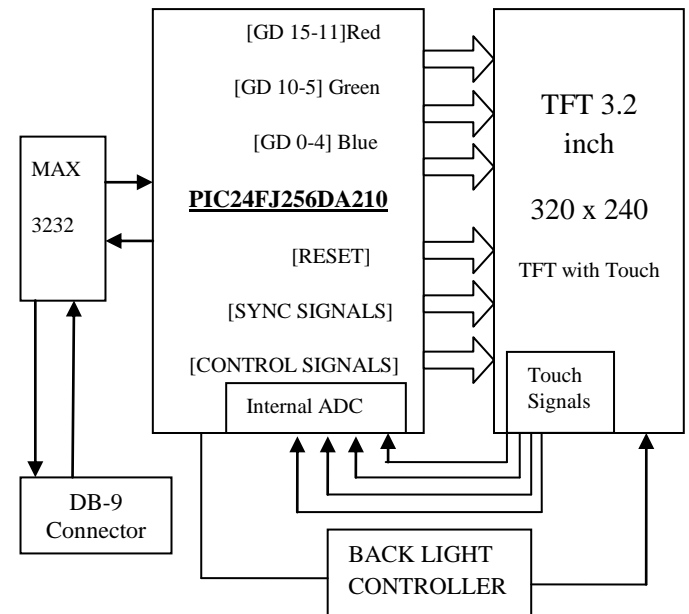 [GD 15-11]Red
[GD 10-5] Green
[GD 0-4] Blue
MAX
3232
PIC24FJ256DA210
[RESET]
[SYNC SIGNALS]
[CONTROL SIGNALS]
Internal ADC
TFT 3.2
inch
320 x 240
TFT with Touch
Touch
Signals
DB-9
Connector
BACK LIGHT
CONTROLLER